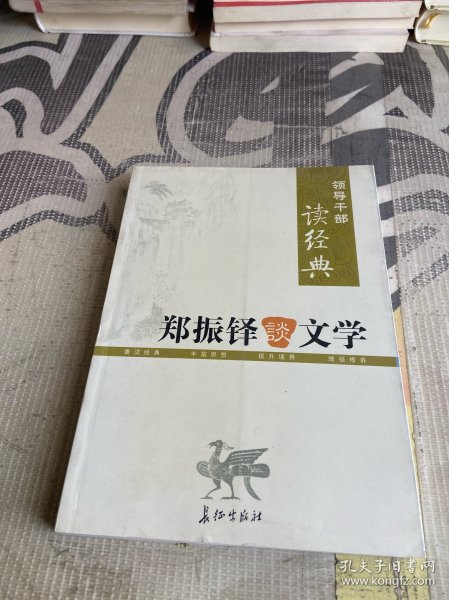 领导干部
读经典
郑振铎談文学
重读经典 丰富思想 提升境界 增强修养
长征出版社
孔夫子旧书网
www.kongfz.com